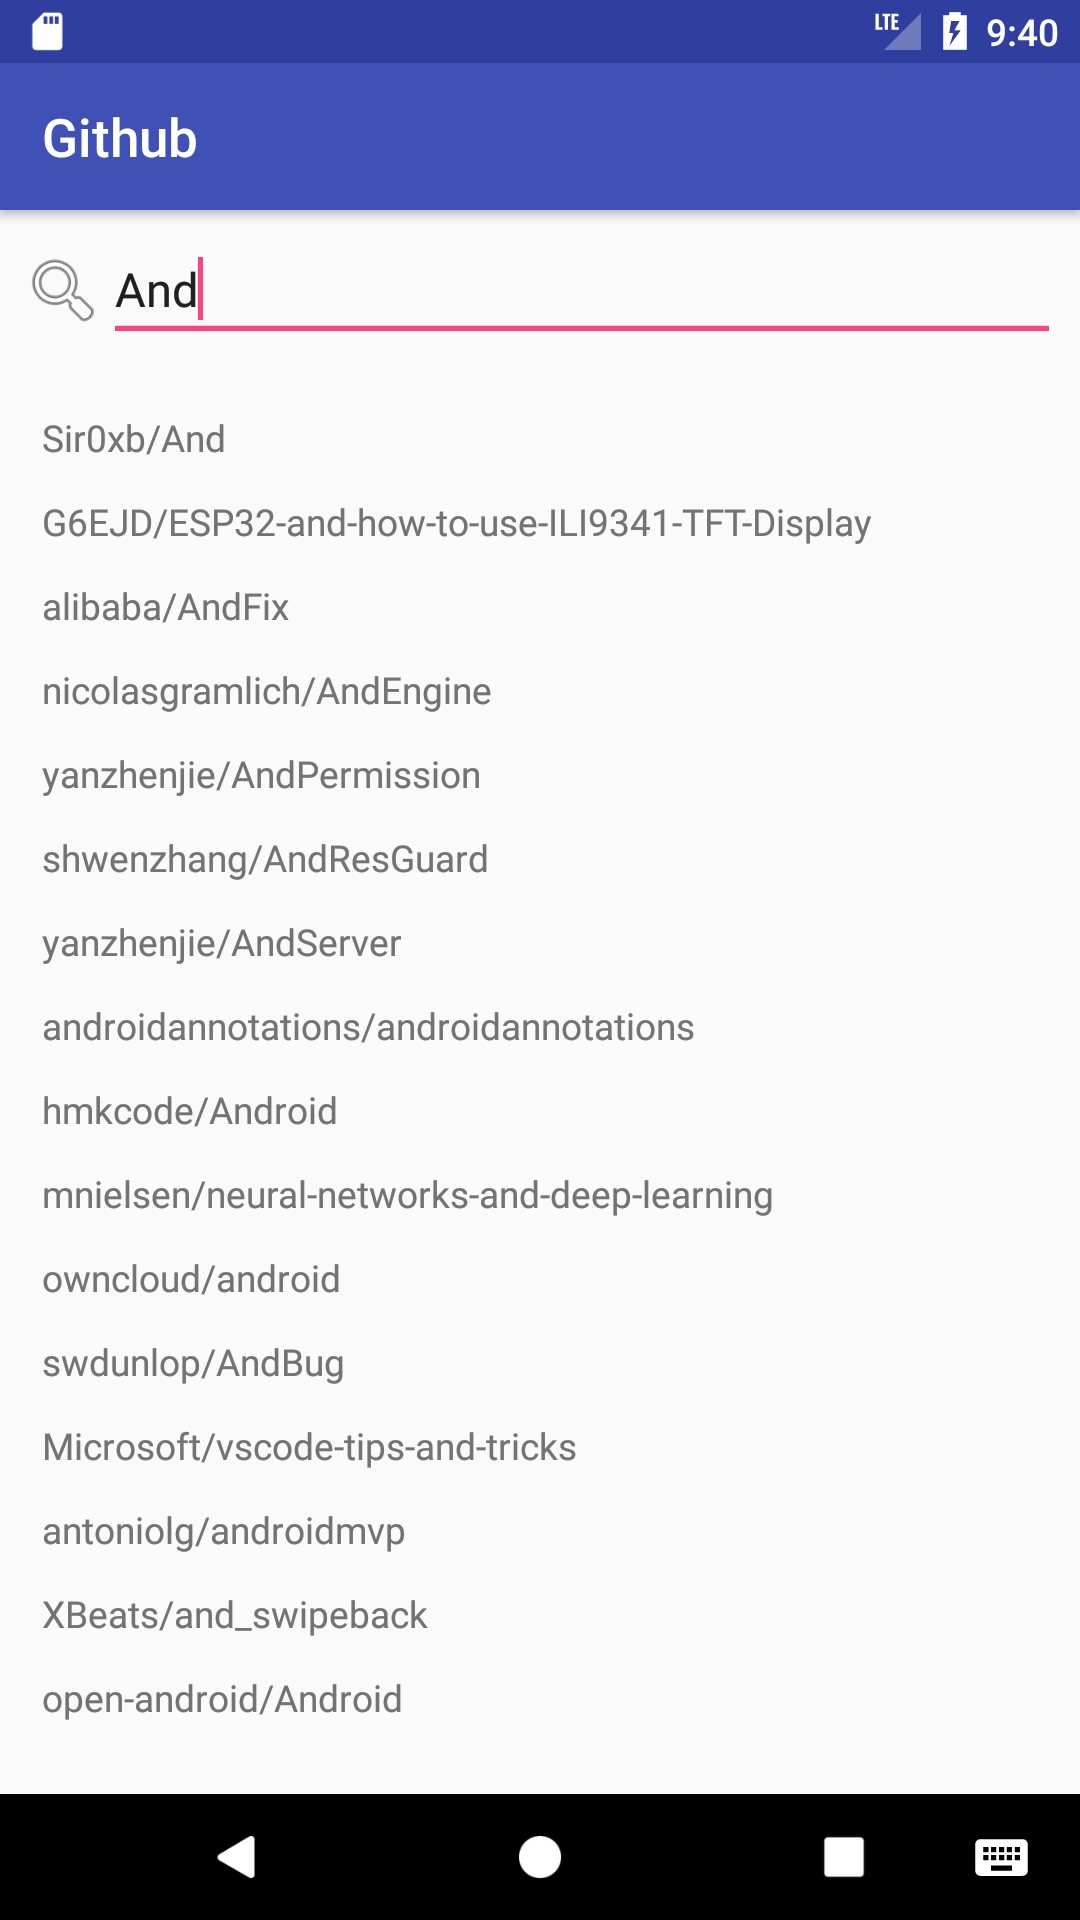 LTE 9:40
Github
And
Sir0xb/And
G6EJD/ESP32-and-how-to-use-ILI9341-TFT-Display
alibaba/AndFix
nicolasgramlich/AndEngine
yanzhenjie/AndPermission
shwenzhang/AndResGuard
yanzhenjie/AndServer
androidannotations/androidannotations
hmkcode/Android
mnielsen/neural-networks-and-deep-learning
owncloud/android
swdunlop/AndBug
Microsoft/vscode-tips-and-tricks
antoniolg/androidmvp
XBeats/and_swipeback
open-android/Android